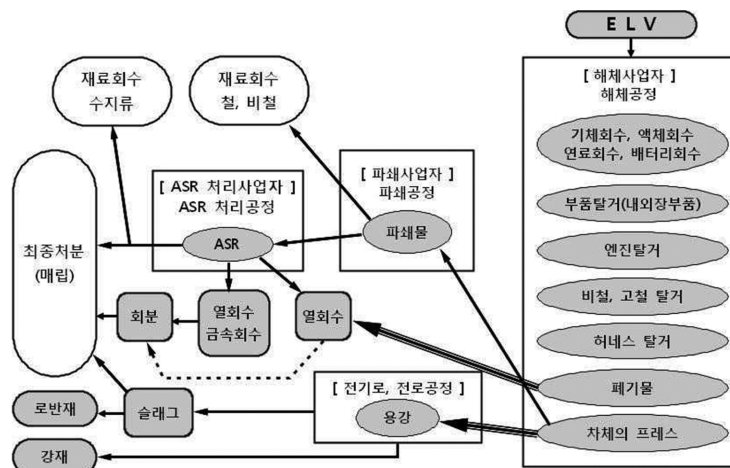 E L V
[ 해체사업자 ]
해체공정
기체회수, 액체회수
연료회수, 배터리회수
부품탈거(내외장부품)
엔진탈거
비철, 고철 탈거
허네스 탈거
폐기물
차체의 프레스
재료회수
수지류
재료회수
철, 비철
[ 파쇄사업자 ]
파쇄공정
파쇄물
[ ASR 처리사업자 ]
ASR 처리공정
ASR
최종처분
(매립)
회분
열회수
금속회수
열회수
[ 전기로, 전로공정 ]
용강
슬래그
로반재
강재